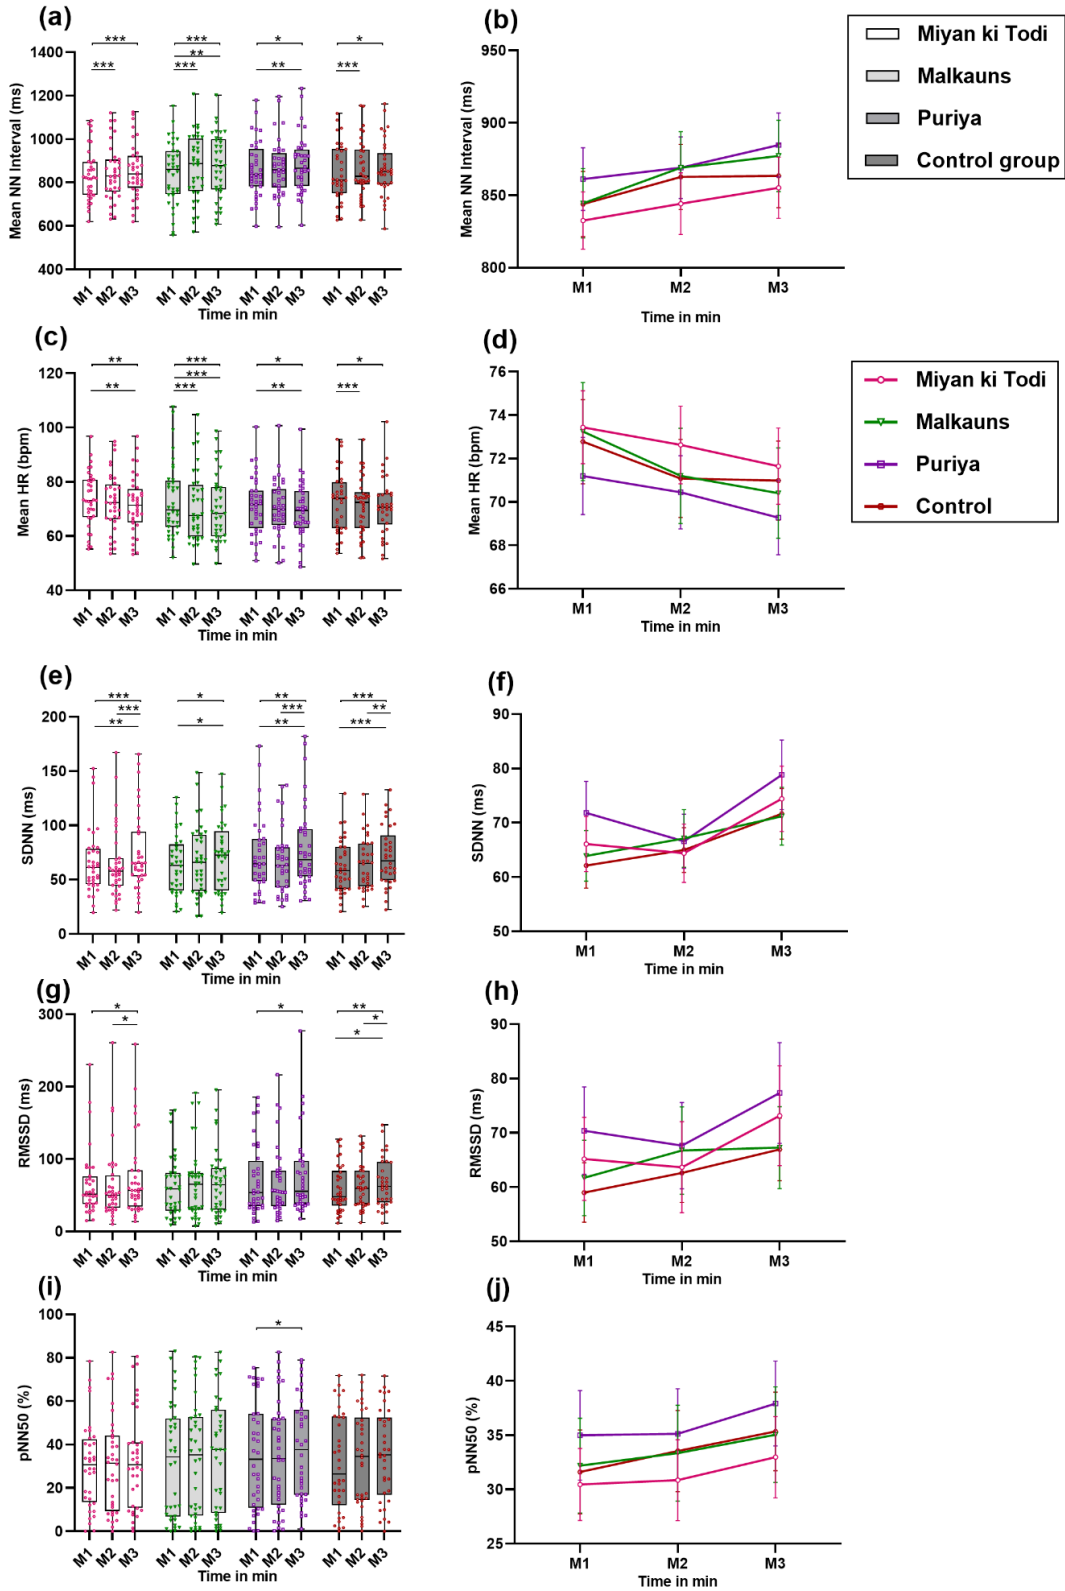 (a)
Mean NN Interval (ms)
1400
1200
1000
800
600
400
*** *** * *
**
*** *** ** ***
M1 M2 M3 M1 M2 M3 M1 M2 M3 M1 M2 M3
Time in min
(b)
Mean NN Interval (ms)
950
900
850
800
M1 M2 M3
Time in min
Miyan ki Todi
Malkauns
Puriya
Control group
(c)
Mean HR (bpm)
120
100
80
60
40
** *** * *
***
** *** ** ***
M1 M2 M3 M1 M2 M3 M1 M2 M3 M1 M2 M3
Time in min
(d)
Mean HR (bpm)
76
74
72
70
68
66
M1 M2 M3
Time in min
Miyan ki Todi
Malkauns
Puriya
Control
(e)
SDNN (ms)
200
150
100
50
0
*** * ** ***
*** *** **
** * ** ***
M1 M2 M3 M1 M2 M3 M1 M2 M3 M1 M2 M3
Time in min
(f)
SDNN (ms)
90
80
70
60
50
M1 M2 M3
Time in min
(g)
RMSSD (ms)
300
200
100
50
0
* * **
* *
*
M1 M2 M3 M1 M2 M3 M1 M2 M3 M1 M2 M3
Time in min
(h)
RMSSD (ms)
90
80
70
60
50
M1 M2 M3
Time in min
(i)
pNN50 (%)
100
80
60
40
20
0
*
M1 M2 M3 M1 M2 M3 M1 M2 M3 M1 M2 M3
Time in min
(j)
pNN50 (%)
45
40
35
30
25
M1 M2 M3
Time in min